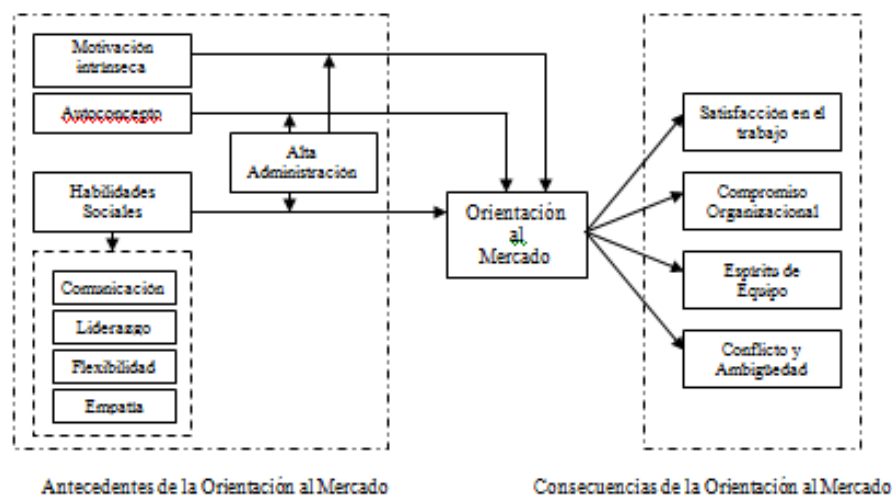 Motivación
intrínseca
Autoconcepto
Alta
Administración
Habilidades
Sociales
Comunicación
Liderazgo
Flexibilidad
Empatía
Orientación
al
Mercado
Satisfacción en el
trabajo
Compromiso
Organizacional
Espíritu de
Equipo
Conflicto y
Ambigüedad
Antecedentes de la Orientación al Mercado
Consecuencias de la Orientación al Mercado